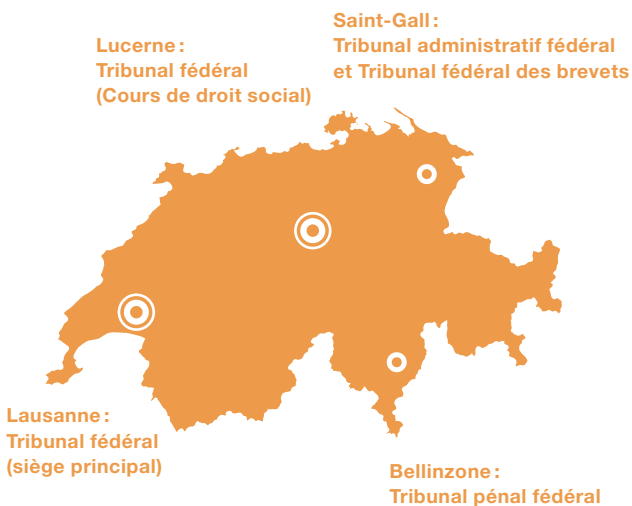 Saint-Gall :
Tribunal administratif fédéral
et Tribunal fédéral des brevets
Lucerne :
Tribunal fédéral
(Cours de droit social)
Lausanne :
Tribunal fédéral
(siège principal)
Bellinzone :
Tribunal pénal fédéral